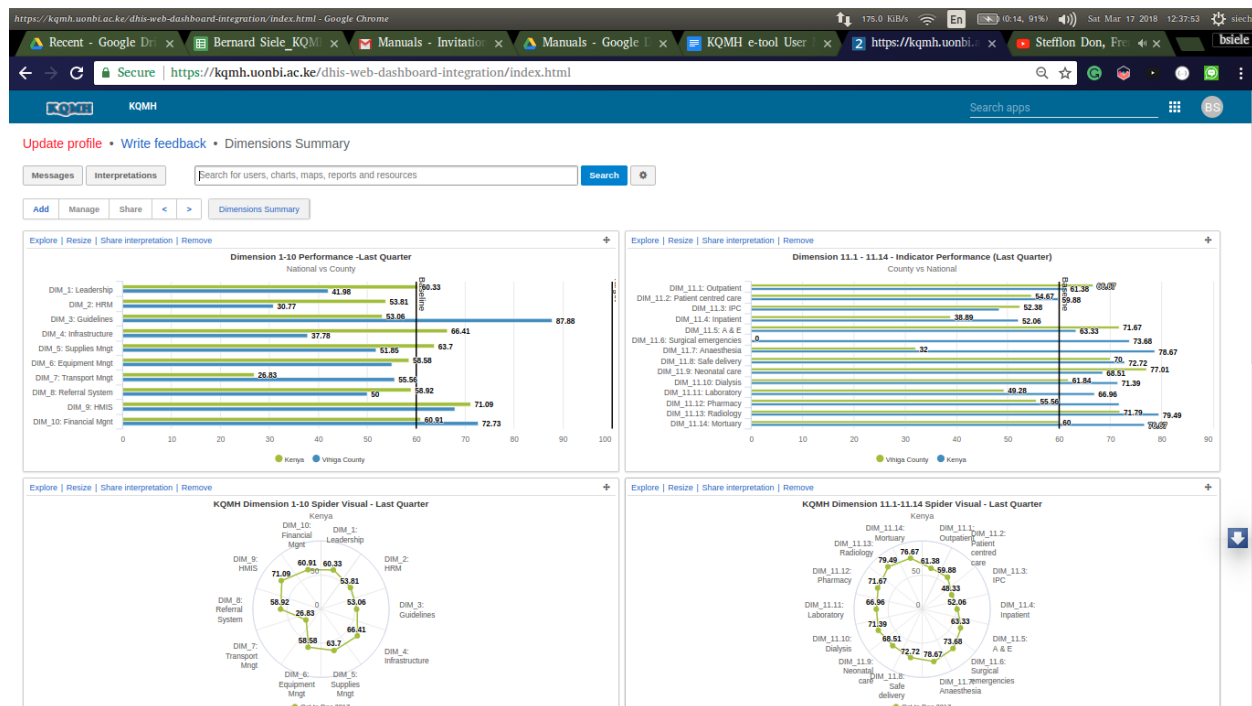 https://kqmh.uonbi.ac.ke/dhis-web-dashboard-integration/index.html - Google Chrome
175.0 KiB/s En (0:14, 91%) Sat Mar 17 2018 12:37:53 siech
Recent - Google Dri Bernard Siele_KQM Manuals - Invitation Manuals - Google KQMH e-tool User https://kqmh.uonbi.a Stefflon Don, Fre bsiele
Secure https://kqmh.uonbi.ac.ke/dhis-web-dashboard-integration/index.html
KQMH KQMH Search apps BS
Update profile • Write feedback • Dimensions Summary
Messages Interpretations Search for users, charts, maps, reports and resources Search
Add Manage Share < > Dimensions Summary
Explore | Resize | Share interpretation | Remove
Dimension 1-10 Performance -Last Quarter
National vs County
Baseline
DIM_1: Leadership 60.33 41.98
DIM_2: HRM 53.81 30.77
DIM_3: Guidelines 53.06 87.88
DIM_4: Infrastructure 66.41 37.78
DIM_5: Supplies Mngt 63.7 51.85
DIM_6: Equipment Mngt 58.58
DIM_7: Transport Mngt 26.83 55.56
DIM_8: Referral System 58.92 50
DIM_9: HMIS 71.09
DIM_10: Financial Mgnt 60.91 72.73
0 10 20 30 40 50 60 70 80 90 100
Kenya Vihiga County
Explore | Resize | Share interpretation | Remove
Dimension 11.1 - 11.14 - Indicator Performance (Last Quarter)
County vs National
Baseline
DIM_11.1: Outpatient 66.67 61.38
DIM_11.2: Patient centred care 54.67 59.88
DIM_11.3: IPC 52.38
DIM_11.4: Inpatient 38.89 52.06
DIM_11.5: A & E 71.67 63.33
DIM_11.6: Surgical emergencies 0 73.68
DIM_11.7: Anaesthesia 32 78.67
DIM_11.8: Safe delivery 70 72.72
DIM_11.9: Neonatal care 77.01 68.51
DIM_11.10: Dialysis 61.84 71.39
DIM_11.11: Laboratory 49.28 66.96
DIM_11.12: Pharmacy 55.56
DIM_11.13: Radiology 71.79 79.49
DIM_11.14: Mortuary 60 76.67
0 10 20 30 40 50 60 70 80 90
Vihiga County Kenya
Explore | Resize | Share interpretation | Remove
KQMH Dimension 1-10 Spider Visual - Last Quarter
Kenya
DIM_1: Leadership 60.33
DIM_2: HRM 53.81
DIM_3: Guidelines 53.06
DIM_4: Infrastructure 66.41
DIM_5: Supplies Mngt 63.7
DIM_6: Equipment Mngt 58.58
DIM_7: Transport Mngt 26.83
DIM_8: Referral System 58.92
DIM_9: HMIS 71.09
DIM_10: Financial Mgnt 60.91
50
0
Explore | Resize | Share interpretation | Remove
KQMH Dimension 11.1-11.14 Spider Visual - Last Quarter
Kenya
DIM_11.1: Outpatient 61.38
DIM_11.2: Patient centred care 59.88
DIM_11.3: IPC 48.33
DIM_11.4: Inpatient 52.06
DIM_11.5: A & E 63.33
DIM_11.6: Surgical emergencies 73.68
DIM_11.7: Anaesthesia 78.67
DIM_11.8: Safe delivery 72.72
DIM_11.9: Neonatal care 68.51
DIM_11.10: Dialysis 71.39
DIM_11.11: Laboratory 66.96
DIM_11.12: Pharmacy 71.67
DIM_11.13: Radiology 79.49
DIM_11.14: Mortuary 76.67
50
0